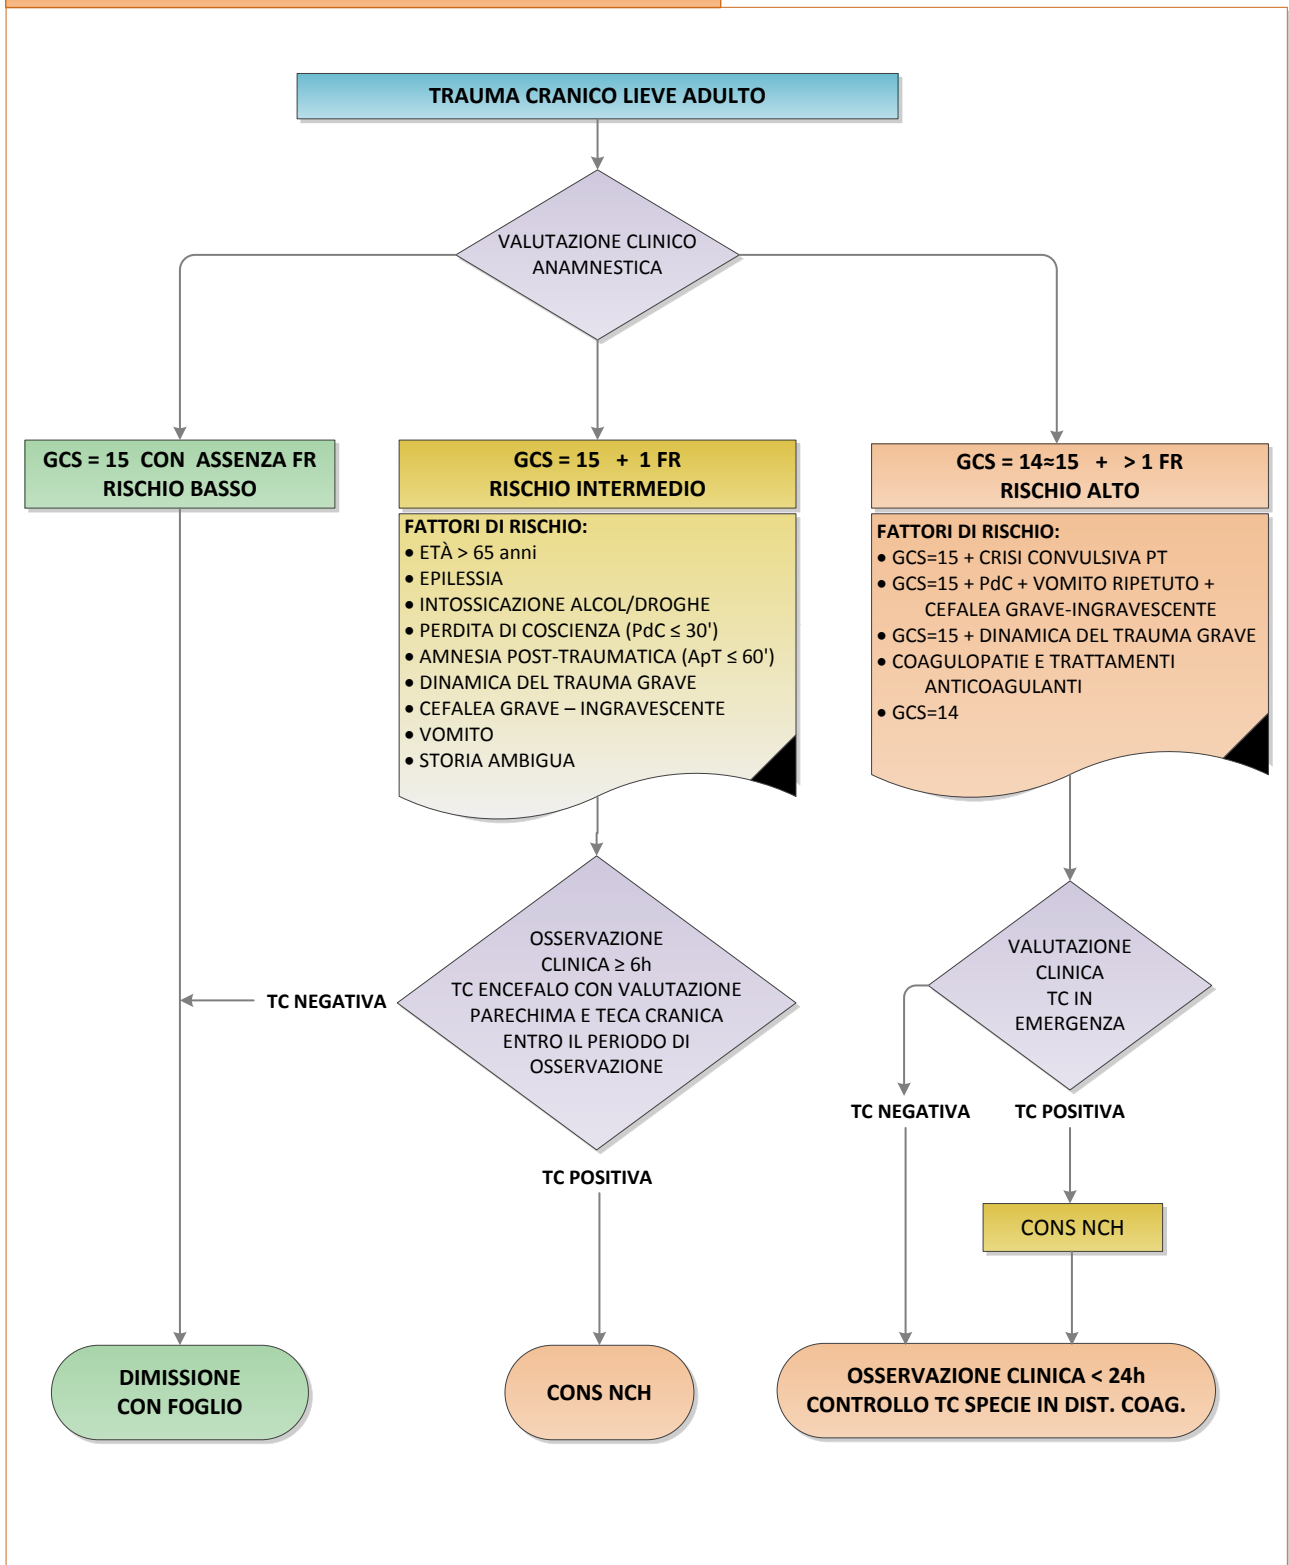 TRAUMA CRANICO LIEVE ADULTO
VALUTAZIONE CLINICO
ANAMNESTICA
GCS = 15 CON ASSENZA FR
RISCHIO BASSO
GCS = 15 + 1 FR
RISCHIO INTERMEDIO
FATTORI DI RISCHIO:
• ETÀ > 65 anni
• EPILESSIA
• INTOSSICAZIONE ALCOL/DROGHE
• PERDITA DI COSCIENZA (PdC ≤ 30')
• AMNESIA POST-TRAUMATICA (ApT ≤ 60')
• DINAMICA DEL TRAUMA GRAVE
• CEFALEA GRAVE – INGRAVESCENTE
• VOMITO
• STORIA AMBIGUA
GCS = 14≈15 + > 1 FR
RISCHIO ALTO
FATTORI DI RISCHIO:
• GCS=15 + CRISI CONVULSIVA PT
• GCS=15 + PdC + VOMITO RIPETUTO +
CEFALEA GRAVE-INGRAVESCENTE
• GCS=15 + DINAMICA DEL TRAUMA GRAVE
• COAGULOPATIE E TRATTAMENTI
ANTICOAGULANTI
• GCS=14
OSSERVAZIONE
CLINICA ≥ 6h
TC ENCEFALO CON VALUTAZIONE
PARECHIMA E TECA CRANICA
ENTRO IL PERIODO DI
OSSERVAZIONE
TC NEGATIVA
TC POSITIVA
VALUTAZIONE
CLINICA
TC IN
EMERGENZA
TC NEGATIVA
TC POSITIVA
CONS NCH
DIMISSIONE
CON FOGLIO
CONS NCH
OSSERVAZIONE CLINICA < 24h
CONTROLLO TC SPECIE IN DIST. COAG.